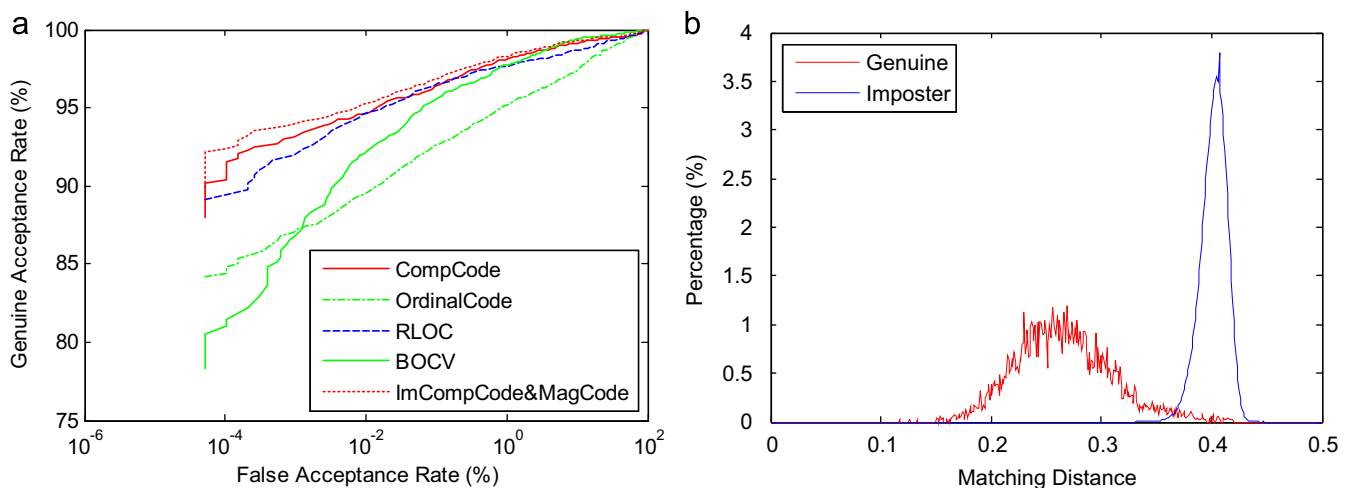 a
Genuine Acceptance Rate (%)
100
95
90
85
80
75
10^-6
10^-4
10^-2
10^0
10^2
False Acceptance Rate (%)
CompCode
OrdinalCode
RLOC
BOCV
ImCompCode&MagCode
b
Percentage (%)
4
3.5
3
2.5
2
1.5
1
0.5
0
0
0.1
0.2
0.3
0.4
0.5
Matching Distance
Genuine
Imposter